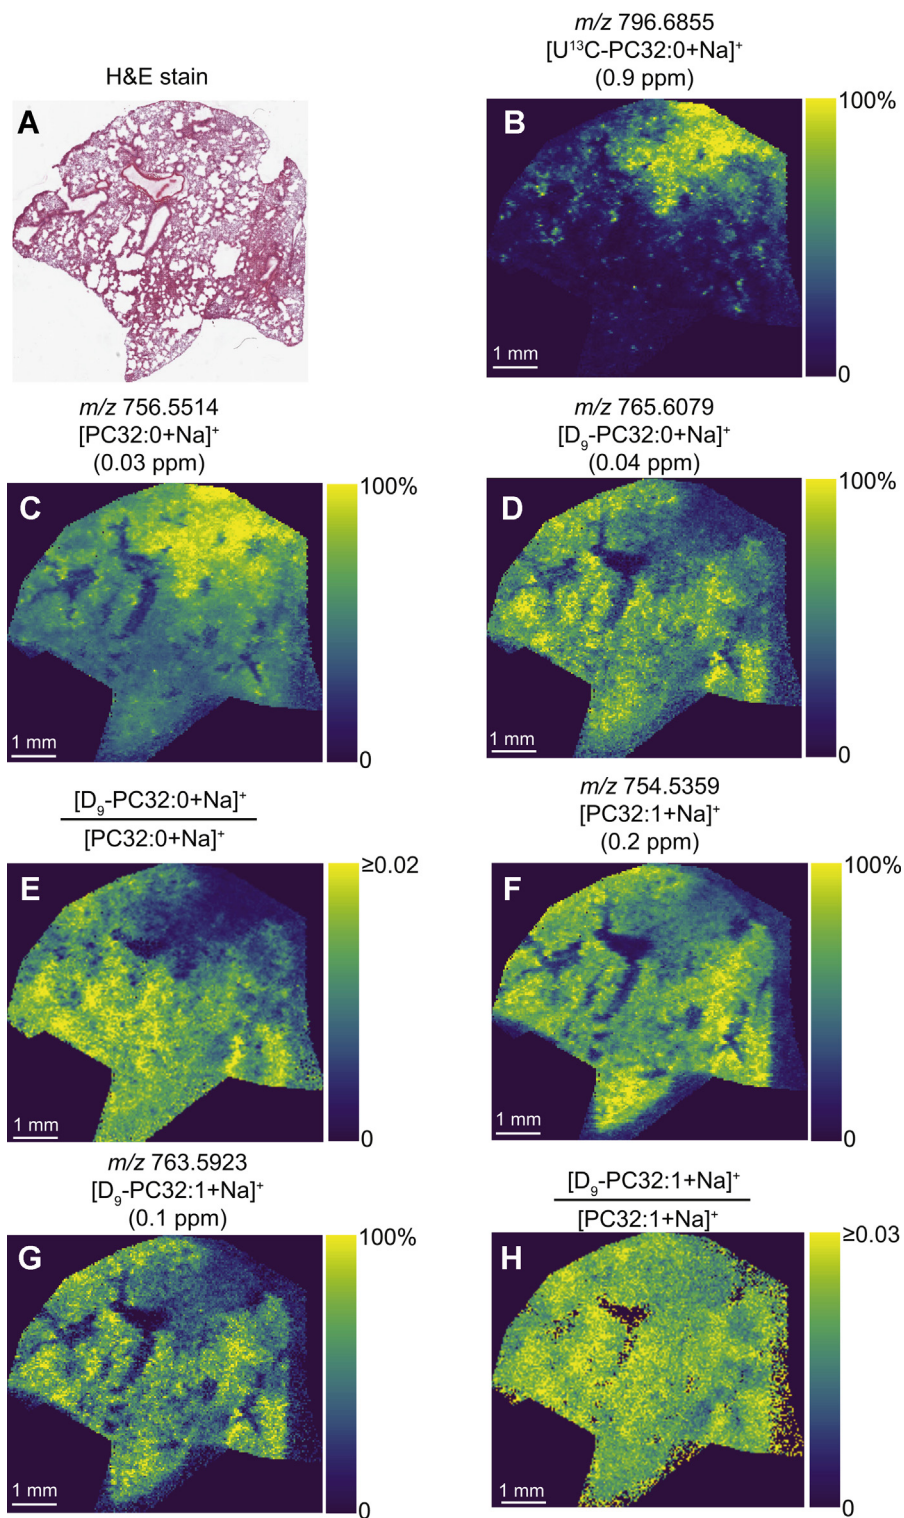 H&E stain
A
m/z 796.6855
[U¹³C-PC32:0+Na]⁺
(0.9 ppm)
B
100%
0
1 mm
m/z 756.5514
[PC32:0+Na]⁺
(0.03 ppm)
C
100%
0
1 mm
m/z 765.6079
[D₉-PC32:0+Na]⁺
(0.04 ppm)
D
100%
0
1 mm
[D₉-PC32:0+Na]⁺
[PC32:0+Na]⁺
E
≥0.02
0
1 mm
m/z 754.5359
[PC32:1+Na]⁺
(0.2 ppm)
F
100%
0
1 mm
m/z 763.5923
[D₉-PC32:1+Na]⁺
(0.1 ppm)
G
100%
0
1 mm
[D₉-PC32:1+Na]⁺
[PC32:1+Na]⁺
H
≥0.03
0
1 mm